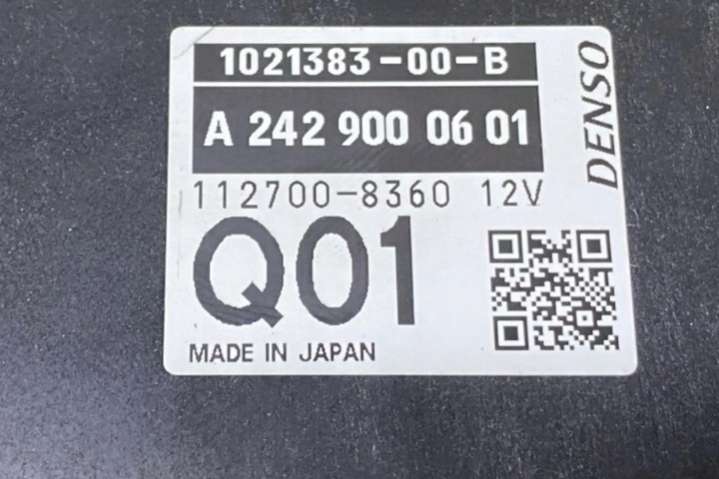 1021383-00-B
A 242 900 06 01
112700-8360 12V
Q01
MADE IN JAPAN
DENSO